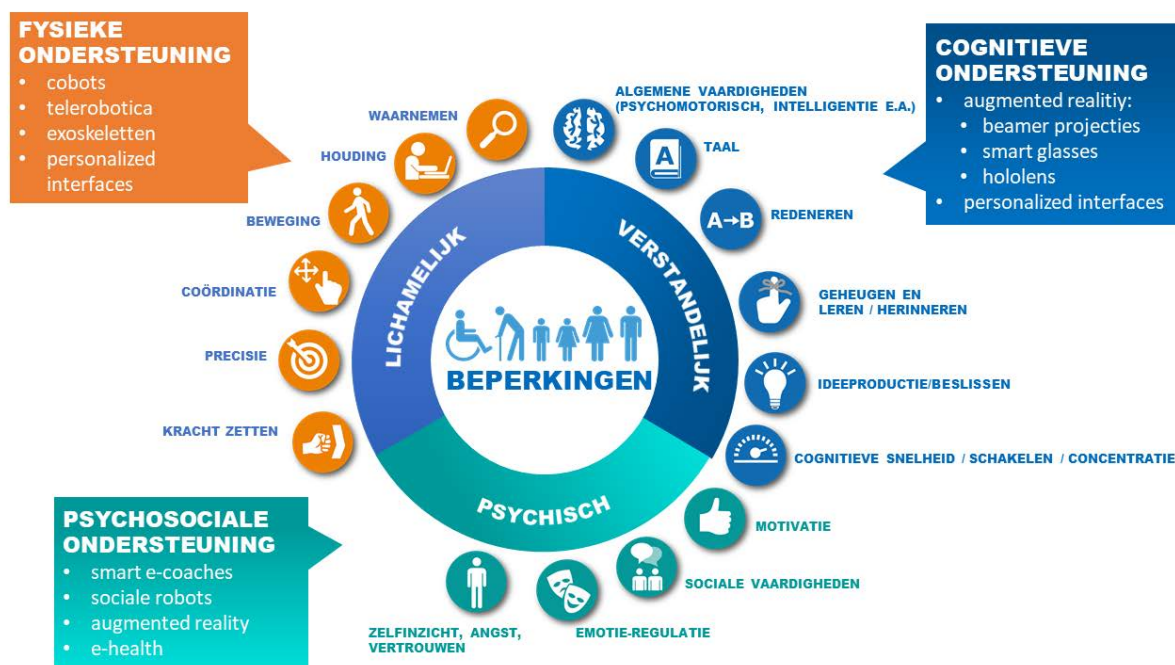 FYSIEKE
ONDERSTEUNING
• cobots
• telerobotica
• exoskeletten
• personalized
interfaces
COGNITIEVE
ONDERSTEUNING
• augmented realitiy:
• beamer projecties
• smart glasses
• hololens
• personalized interfaces
WAARNEMEN
HOUDING
BEWEGING
COÖRDINATIE
PRECISIE
KRACHT ZETTEN
ALGEMENE VAARDIGHEDEN
(PSYCHOMOTORISCH, INTELLIGENTIE E.A.)
A
TAAL
A→B
REDENEREN
GEHEUGEN EN
LEREN / HERINNEREN
IDEEPRODUCTIE/BESLISSEN
COGNITIEVE SNELHEID / SCHAKELEN / CONCENTRATIE
LICHAMELIJK
VERSTANDELIJK
PSYCHISCH
BEPERKINGEN
MOTIVATIE
SOCIALE VAARDIGHEDEN
EMOTIE-REGULATIE
ZELFINZICHT, ANGST,
VERTROUWEN
PSYCHOSOCIALE
ONDERSTEUNING
• smart e-coaches
• sociale robots
• augmented reality
• e-health